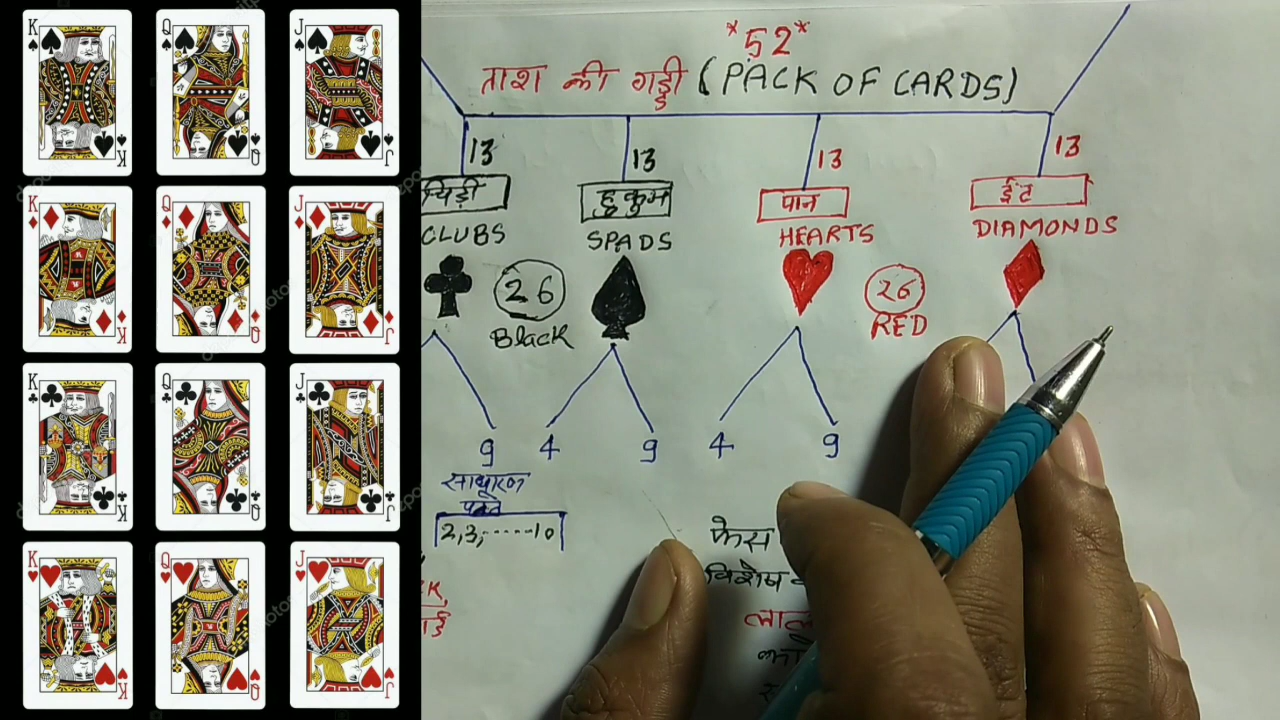 K Q J
K Q J
K Q J
K Q J
K Q J
K Q J
K Q J
K Q J
*52*
ताश की गड्डी (PACK OF CARDS)
13 13 13 13
चिड़ी हुकुम पान ईंट
CLUBS SPADS HEARTS DIAMONDS
26 26
Black RED
9 4 9 4 9
साधारण
पत्ते
2,3,......10
फेस
विशेष